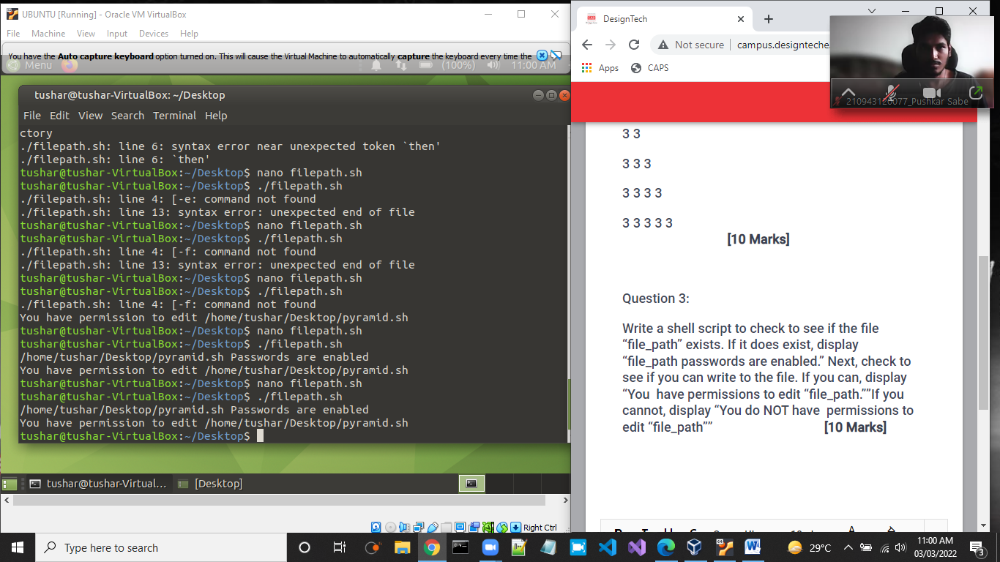 UBUNTU [Running] - Oracle VM VirtualBox
File Machine View Input Devices Help
You have the Auto capture keyboard option turned on. This will cause the Virtual Machine to automatically capture the keyboard every time the
Menu (100%) 11:00 AM
tushar@tushar-VirtualBox: ~/Desktop
File Edit View Search Terminal Help
ctory
./filepath.sh: line 6: syntax error near unexpected token `then'
./filepath.sh: line 6: `then'
tushar@tushar-VirtualBox:~/Desktop$ nano filepath.sh
tushar@tushar-VirtualBox:~/Desktop$ ./filepath.sh
./filepath.sh: line 4: [-e: command not found
./filepath.sh: line 13: syntax error: unexpected end of file
tushar@tushar-VirtualBox:~/Desktop$ nano filepath.sh
tushar@tushar-VirtualBox:~/Desktop$ ./filepath.sh
./filepath.sh: line 4: [-f: command not found
./filepath.sh: line 13: syntax error: unexpected end of file
tushar@tushar-VirtualBox:~/Desktop$ nano filepath.sh
tushar@tushar-VirtualBox:~/Desktop$ ./filepath.sh
./filepath.sh: line 4: [-f: command not found
You have permission to edit /home/tushar/Desktop/pyramid.sh
tushar@tushar-VirtualBox:~/Desktop$ nano filepath.sh
tushar@tushar-VirtualBox:~/Desktop$ ./filepath.sh
/home/tushar/Desktop/pyramid.sh Passwords are enabled
You have permission to edit /home/tushar/Desktop/pyramid.sh
tushar@tushar-VirtualBox:~/Desktop$ nano filepath.sh
tushar@tushar-VirtualBox:~/Desktop$ ./filepath.sh
/home/tushar/Desktop/pyramid.sh Passwords are enabled
You have permission to edit /home/tushar/Desktop/pyramid.sh
tushar@tushar-VirtualBox:~/Desktop$
tushar@tushar-Virtual... [Desktop]
Right Ctrl
DesignTech
Not secure campus.designteche
Apps CAPS
210943120077_Pushkar Sabe
3 3
3 3 3
3 3 3 3
3 3 3 3 3
[10 Marks]
Question 3:
Write a shell script to check to see if the file
“file_path” exists. If it does exist, display
“file_path passwords are enabled.” Next, check to
see if you can write to the file. If you can, display
“You have permissions to edit “file_path.””If you
cannot, display “You do NOT have permissions to
edit “file_path”” [10 Marks]
Type here to search
29°C
11:00 AM
03/03/2022
3